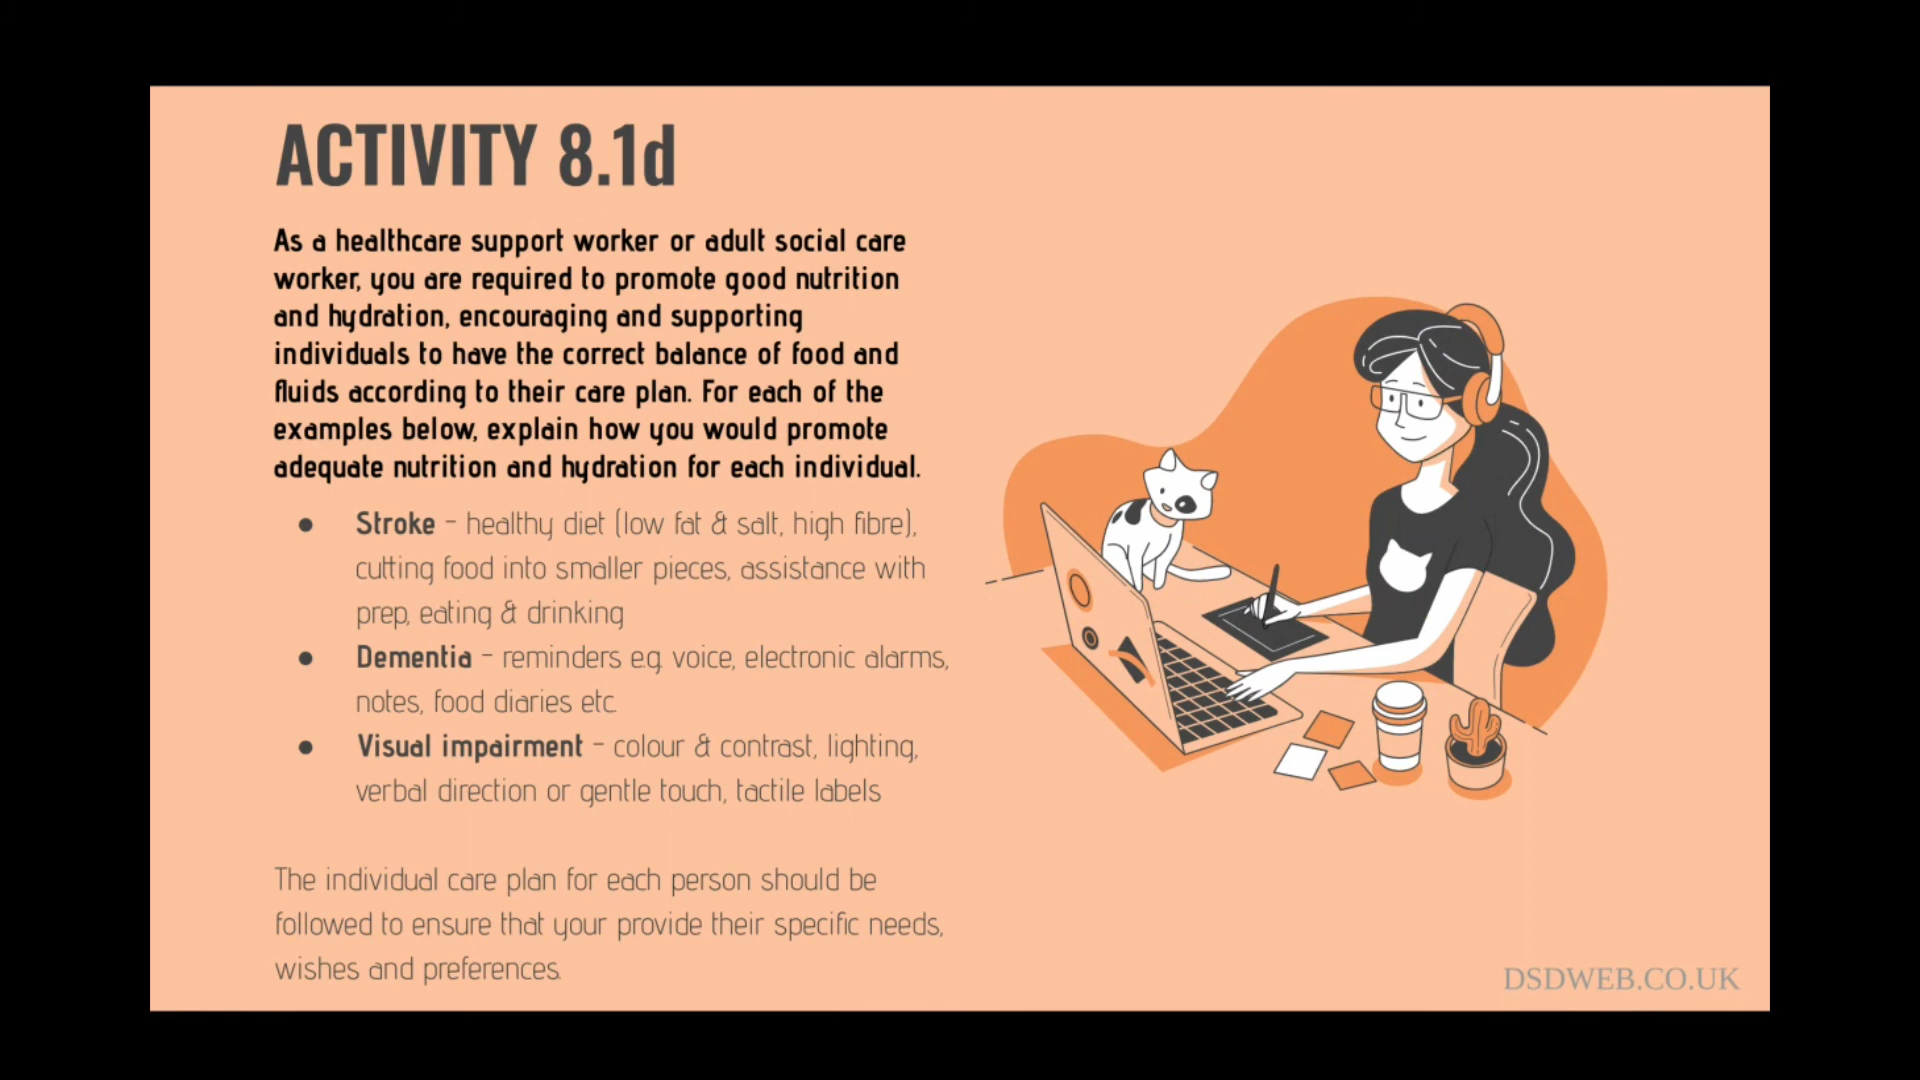 ACTIVITY 8.1d
As a healthcare support worker or adult social care
worker, you are required to promote good nutrition
and hydration, encouraging and supporting
individuals to have the correct balance of food and
fluids according to their care plan. For each of the
examples below, explain how you would promote
adequate nutrition and hydration for each individual.
● Stroke – healthy diet (low fat & salt, high fibre),
cutting food into smaller pieces, assistance with
prep, eating & drinking
● Dementia – reminders e.g. voice, electronic alarms,
notes, food diaries etc
● Visual impairment – colour & contrast, lighting,
verbal direction or gentle touch, tactile labels
The individual care plan for each person should be
followed to ensure that your provide their specific needs,
wishes and preferences.
DSDWEB.CO.UK